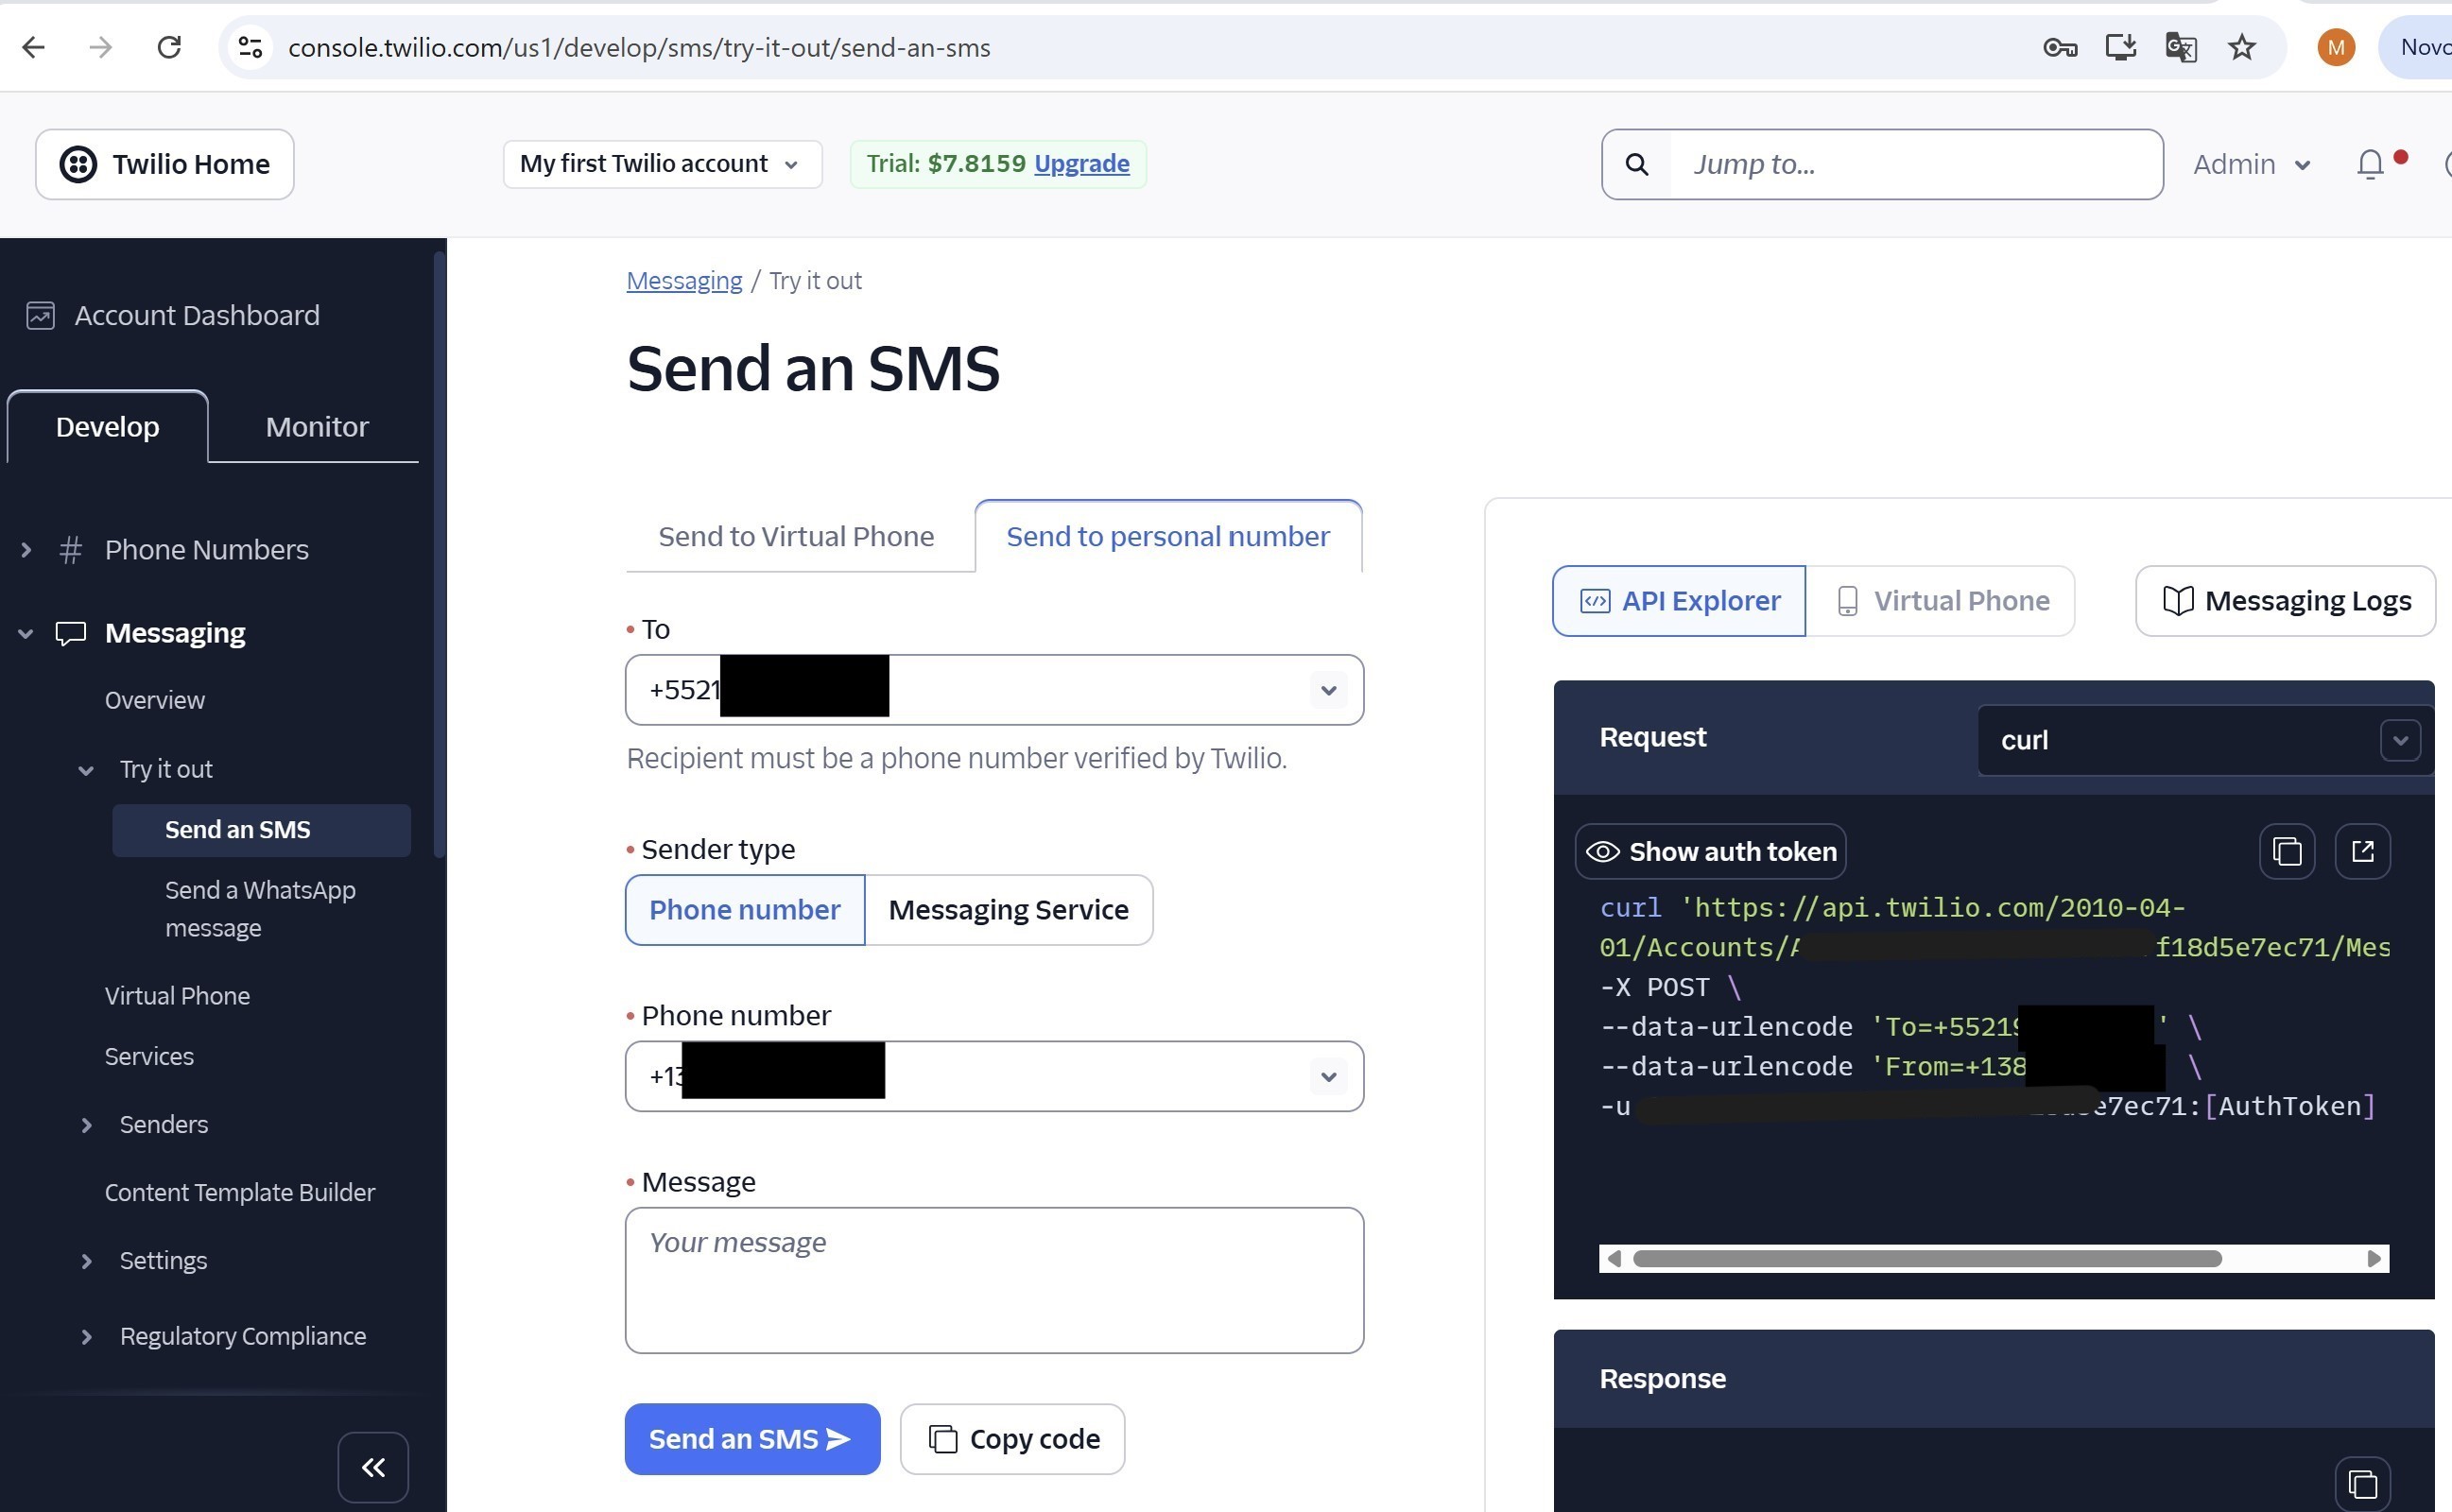 console.twilio.com/us1/develop/sms/try-it-out/send-an-sms
M
Novo
Twilio Home
My first Twilio account
Trial: $7.8159 Upgrade
Jump to...
Admin
Account Dashboard
Develop
Monitor
Phone Numbers
Messaging
Overview
Try it out
Send an SMS
Send a WhatsApp
message
Virtual Phone
Services
Senders
Content Template Builder
Settings
Regulatory Compliance
Messaging / Try it out
Send an SMS
Send to Virtual Phone
Send to personal number
• To
+5521
Recipient must be a phone number verified by Twilio.
• Sender type
Phone number
Messaging Service
• Phone number
+13
• Message
Your message
Send an SMS
Copy code
API Explorer
Virtual Phone
Messaging Logs
Request
curl
Show auth token
curl 'https://api.twilio.com/2010-04-
01/Accounts/A f18d5e7ec71/Mes
-X POST \
--data-urlencode 'To=+5521 ' \
--data-urlencode 'From=+138 \
-u e7ec71:[AuthToken]
Response